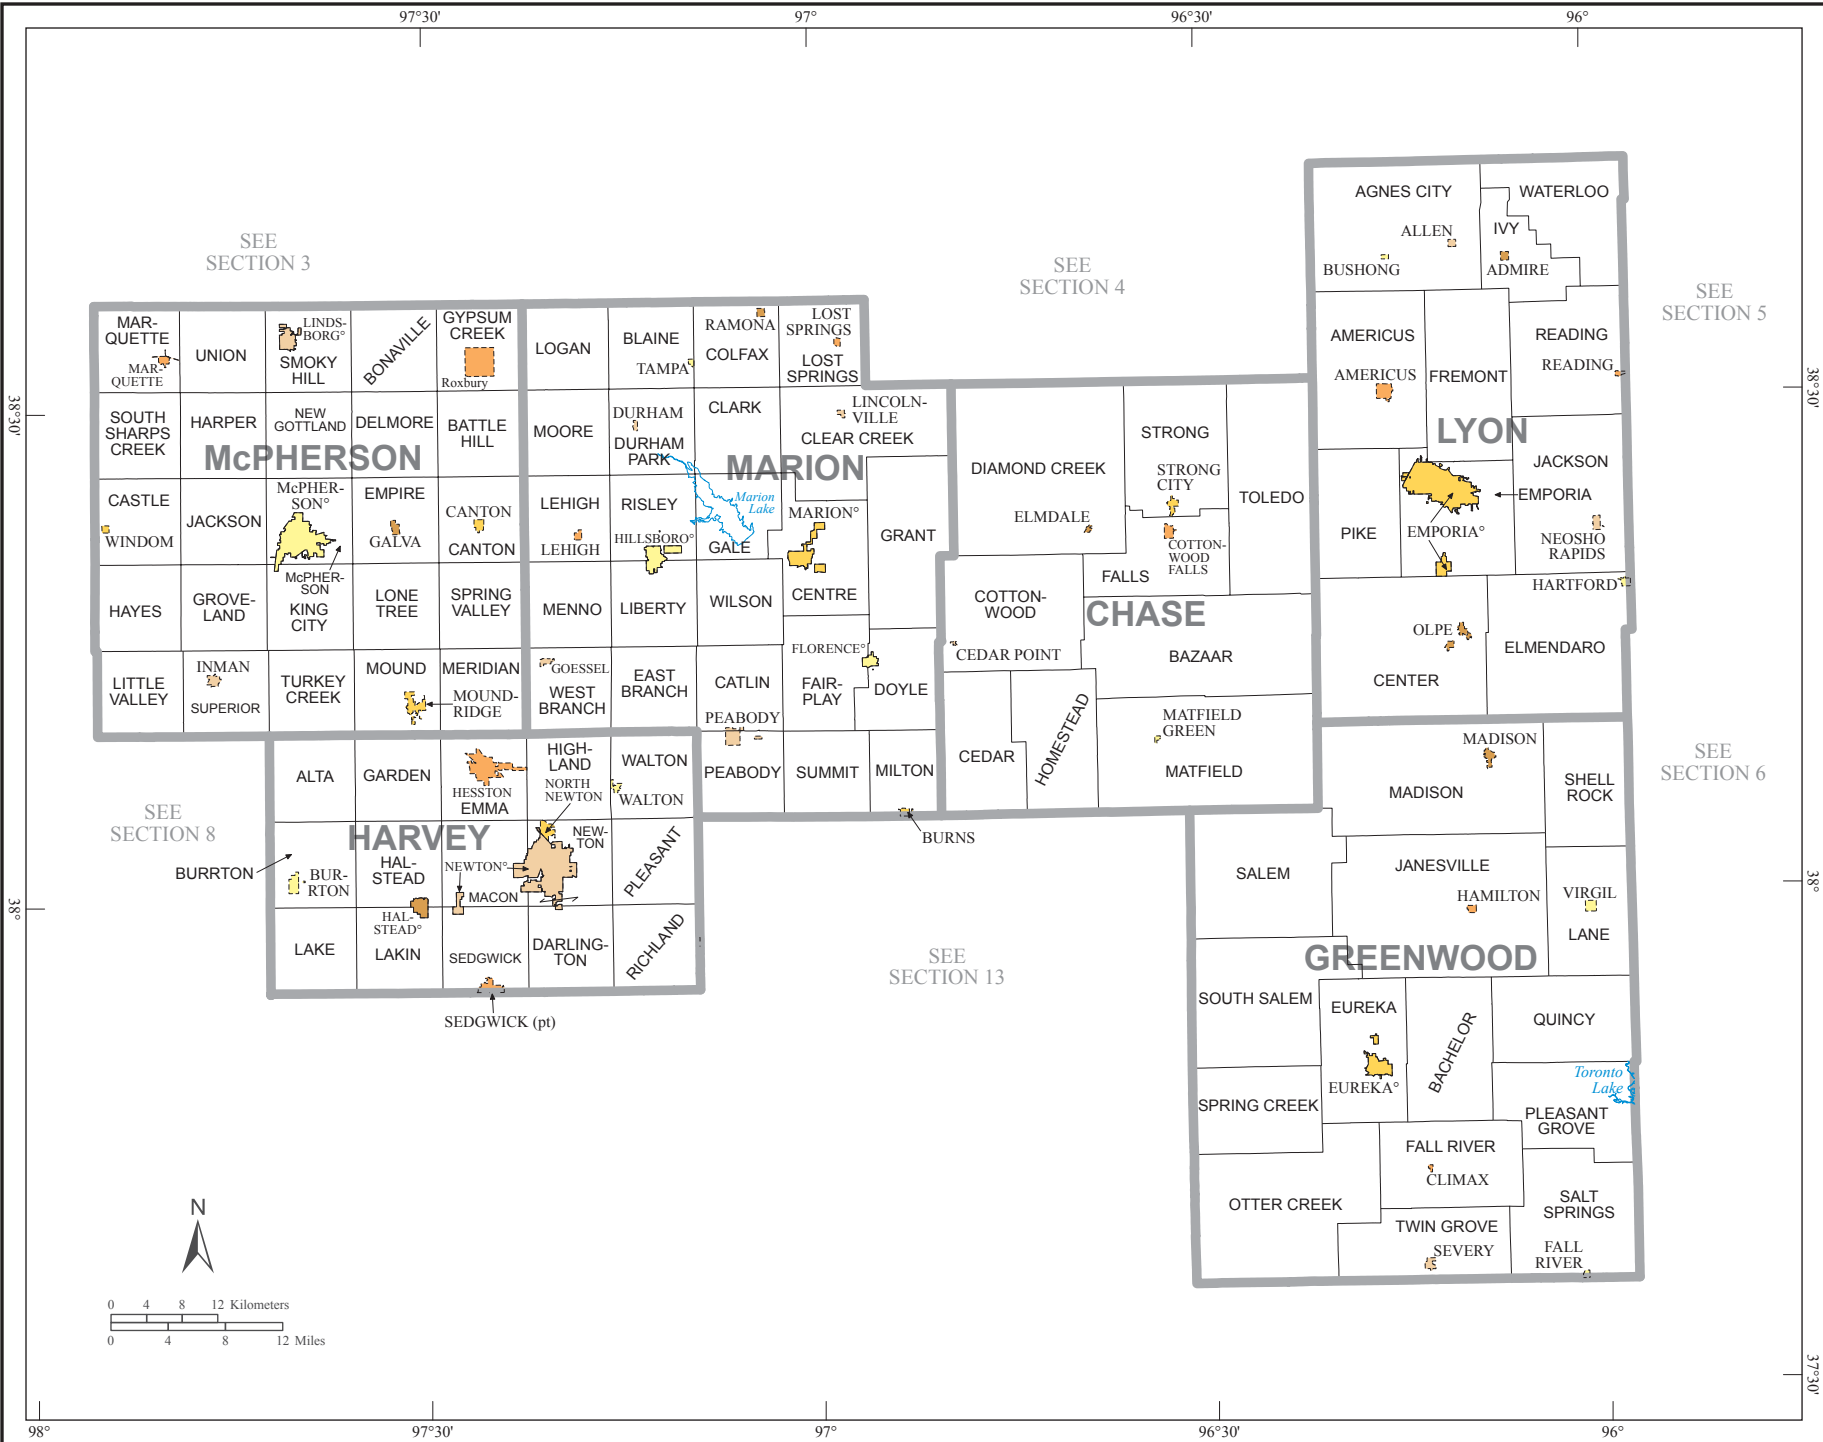 97°30'
97°
96°30'
96°
SEE
SECTION 3
SEE
SECTION 4
SEE
SECTION 5
AGNES CITY
WATERLOO
ALLEN
IVY
BUSHONG
ADMIRE
MAR-
QUETTE
MAR-
QUETTE
UNION
LINDS-
BORG°
SMOKY
HILL
BONAVILLE
GYPSUM
CREEK
Roxbury
LOGAN
BLAINE
TAMPA
RAMONA
COLFAX
LOST
SPRINGS
LOST
SPRINGS
AMERICUS
AMERICUS
FREMONT
READING
READING
38°30'
38°30'
SOUTH
SHARPS
CREEK
HARPER
NEW
GOTTLAND
DELMORE
BATTLE
HILL
MOORE
DURHAM
DURHAM
PARK
CLARK
LINCOLN-
VILLE
CLEAR CREEK
McPHERSON
MARION
LYON
DIAMOND CREEK
STRONG
STRONG
CITY
TOLEDO
JACKSON
CASTLE
WINDOM
JACKSON
McPHER-
SON°
McPHER-
SON
EMPIRE
GALVA
CANTON
CANTON
LEHIGH
LEHIGH
RISLEY
HILLSBORO°
Marion
Lake
GALE
MARION°
GRANT
ELMDALE
COTTON-
WOOD
FALLS
PIKE
EMPORIA
EMPORIA°
NEOSHO
RAPIDS
HAYES
GROVE-
LAND
KING
CITY
LONE
TREE
SPRING
VALLEY
MENNO
LIBERTY
WILSON
CENTRE
COTTON-
WOOD
FALLS
CHASE
HARTFORD
LITTLE
VALLEY
INMAN
SUPERIOR
TURKEY
CREEK
MOUND
MERIDIAN
MOUND-
RIDGE
GOESSEL
WEST
BRANCH
EAST
BRANCH
CATLIN
FLORENCE°
FAIR-
PLAY
DOYLE
CEDAR POINT
BAZAAR
OLPE
CENTER
ELMENDARO
PEABODY
PEABODY
SUMMIT
MILTON
CEDAR
HOMESTEAD
MATFIELD
GREEN
MATFIELD
MADISON
MADISON
SHELL
ROCK
SEE
SECTION 6
SEE
SECTION 8
ALTA
GARDEN
HESSTON
EMMA
HIGH-
LAND
NORTH
NEWTON
WALTON
WALTON
BURNS
HARVEY
BURRTON
BUR-
RTON
HAL-
STEAD
NEWTON°
NEW-
TON
PLEASANT
MACON
HAL-
STEAD°
38°
38°
SALEM
JANESVILLE
HAMILTON
VIRGIL
LANE
LAKE
LAKIN
SEDGWICK
DARLING-
TON
RICHLAND
SEDGWICK (pt)
SEE
SECTION 13
GREENWOOD
SOUTH SALEM
EUREKA
EUREKA°
BACHELOR
QUINCY
Toronto
Lake
SPRING CREEK
PLEASANT
GROVE
FALL RIVER
CLIMAX
OTTER CREEK
TWIN GROVE
SEVERY
SALT
SPRINGS
FALL
RIVER
N
0 4 8 12 Kilometers
0 4 8 12 Miles
37°30'
98°
97°30'
97°
96°30'
96°